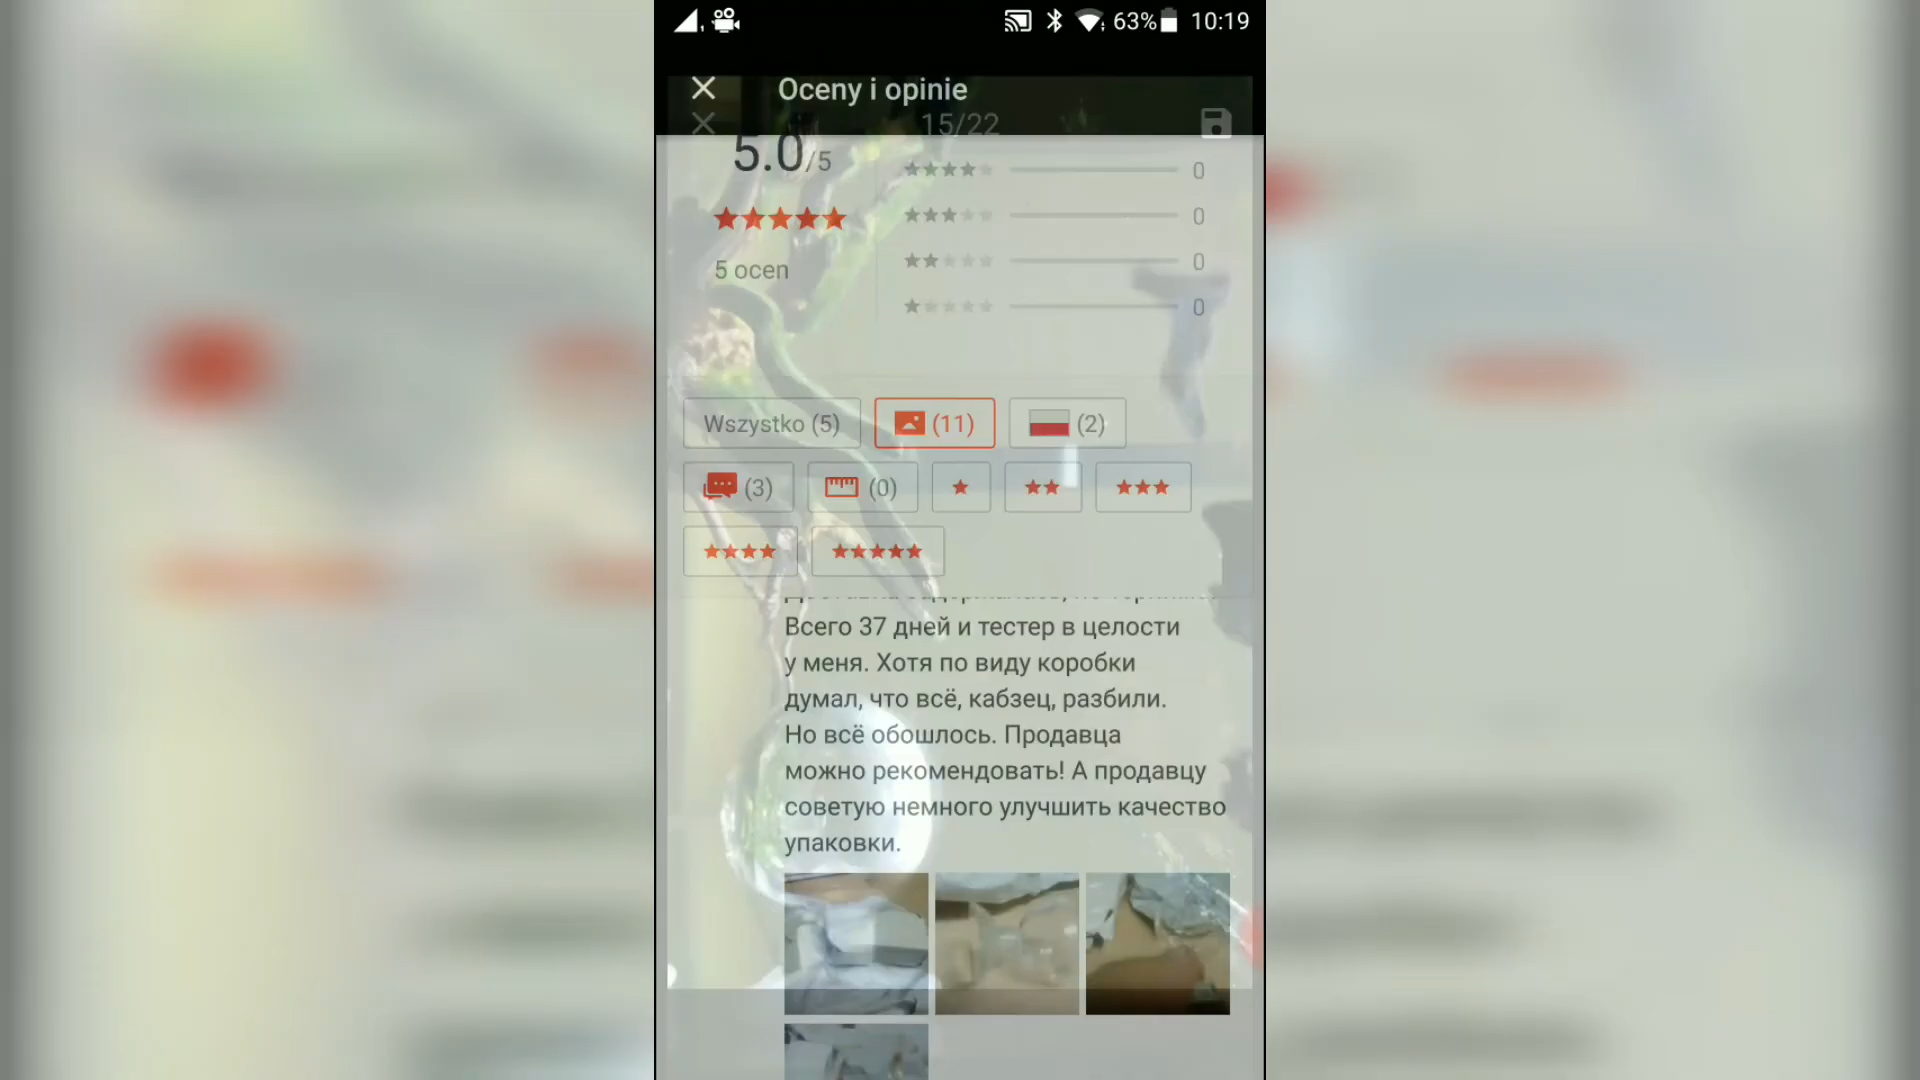 63% 10:19
Oceny i opinie
15/22
5.0/5
0
0
5 ocen
0
0
Wszystko (5)
(11)
(2)
(3)
(0)
Всего 37 дней и тестер в целости
у меня. Хотя по виду коробки
думал, что всё, кабзец, разбили.
Но всё обошлось. Продавца
можно рекомендовать! А продавцу
советую немного улучшить качество
упаковки.